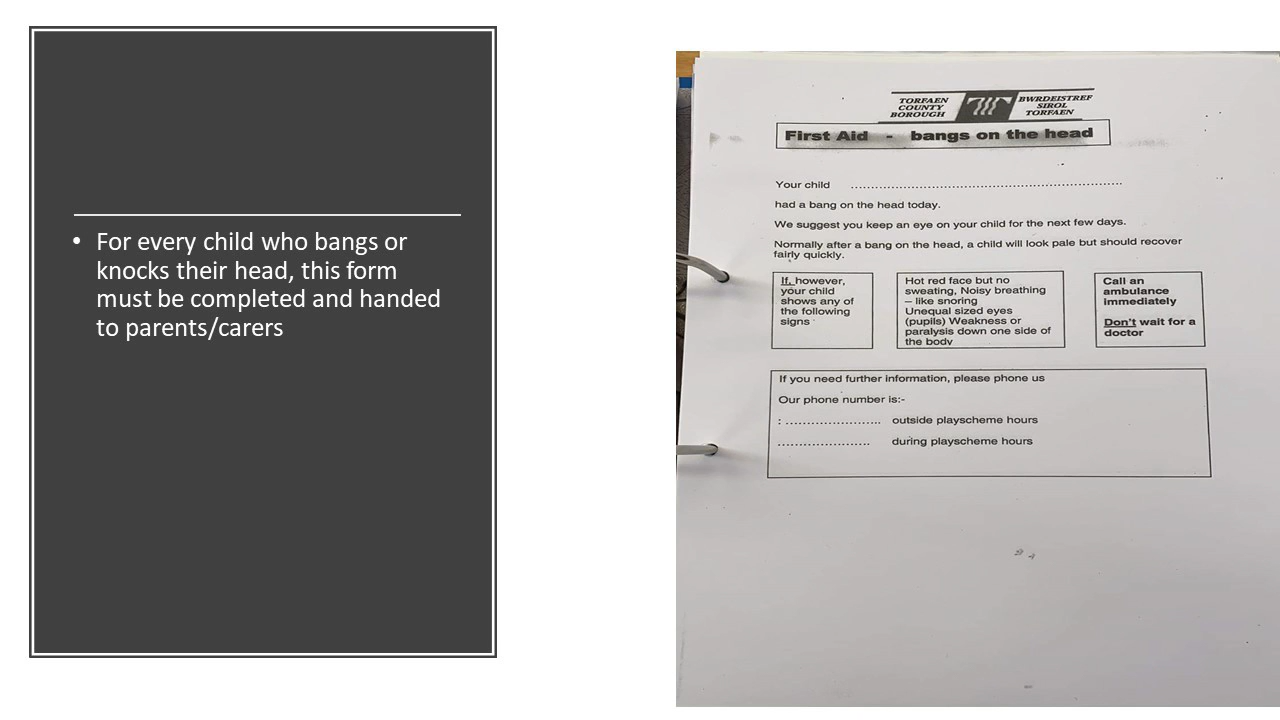 • For every child who bangs or
knocks their head, this form
must be completed and handed
to parents/carers
TORFAEN
COUNTY
BOROUGH
BWRDEISTREF
SIROL
TORFAEN
First Aid - bangs on the head
Your child ........................................................................
had a bang on the head today.
We suggest you keep an eye on your child for the next few days.
Normally after a bang on the head, a child will look pale but should recover
fairly quickly.
If, however,
your child
shows any of
the following
signs
Hot red face but no
sweating, Noisy breathing
– like snoring
Unequal sized eyes
(pupils) Weakness or
paralysis down one side of
the body
Call an
ambulance
immediately
Don't wait for a
doctor
If you need further information, please phone us
Our phone number is:-
: ......................... outside playscheme hours
........................ during playscheme hours